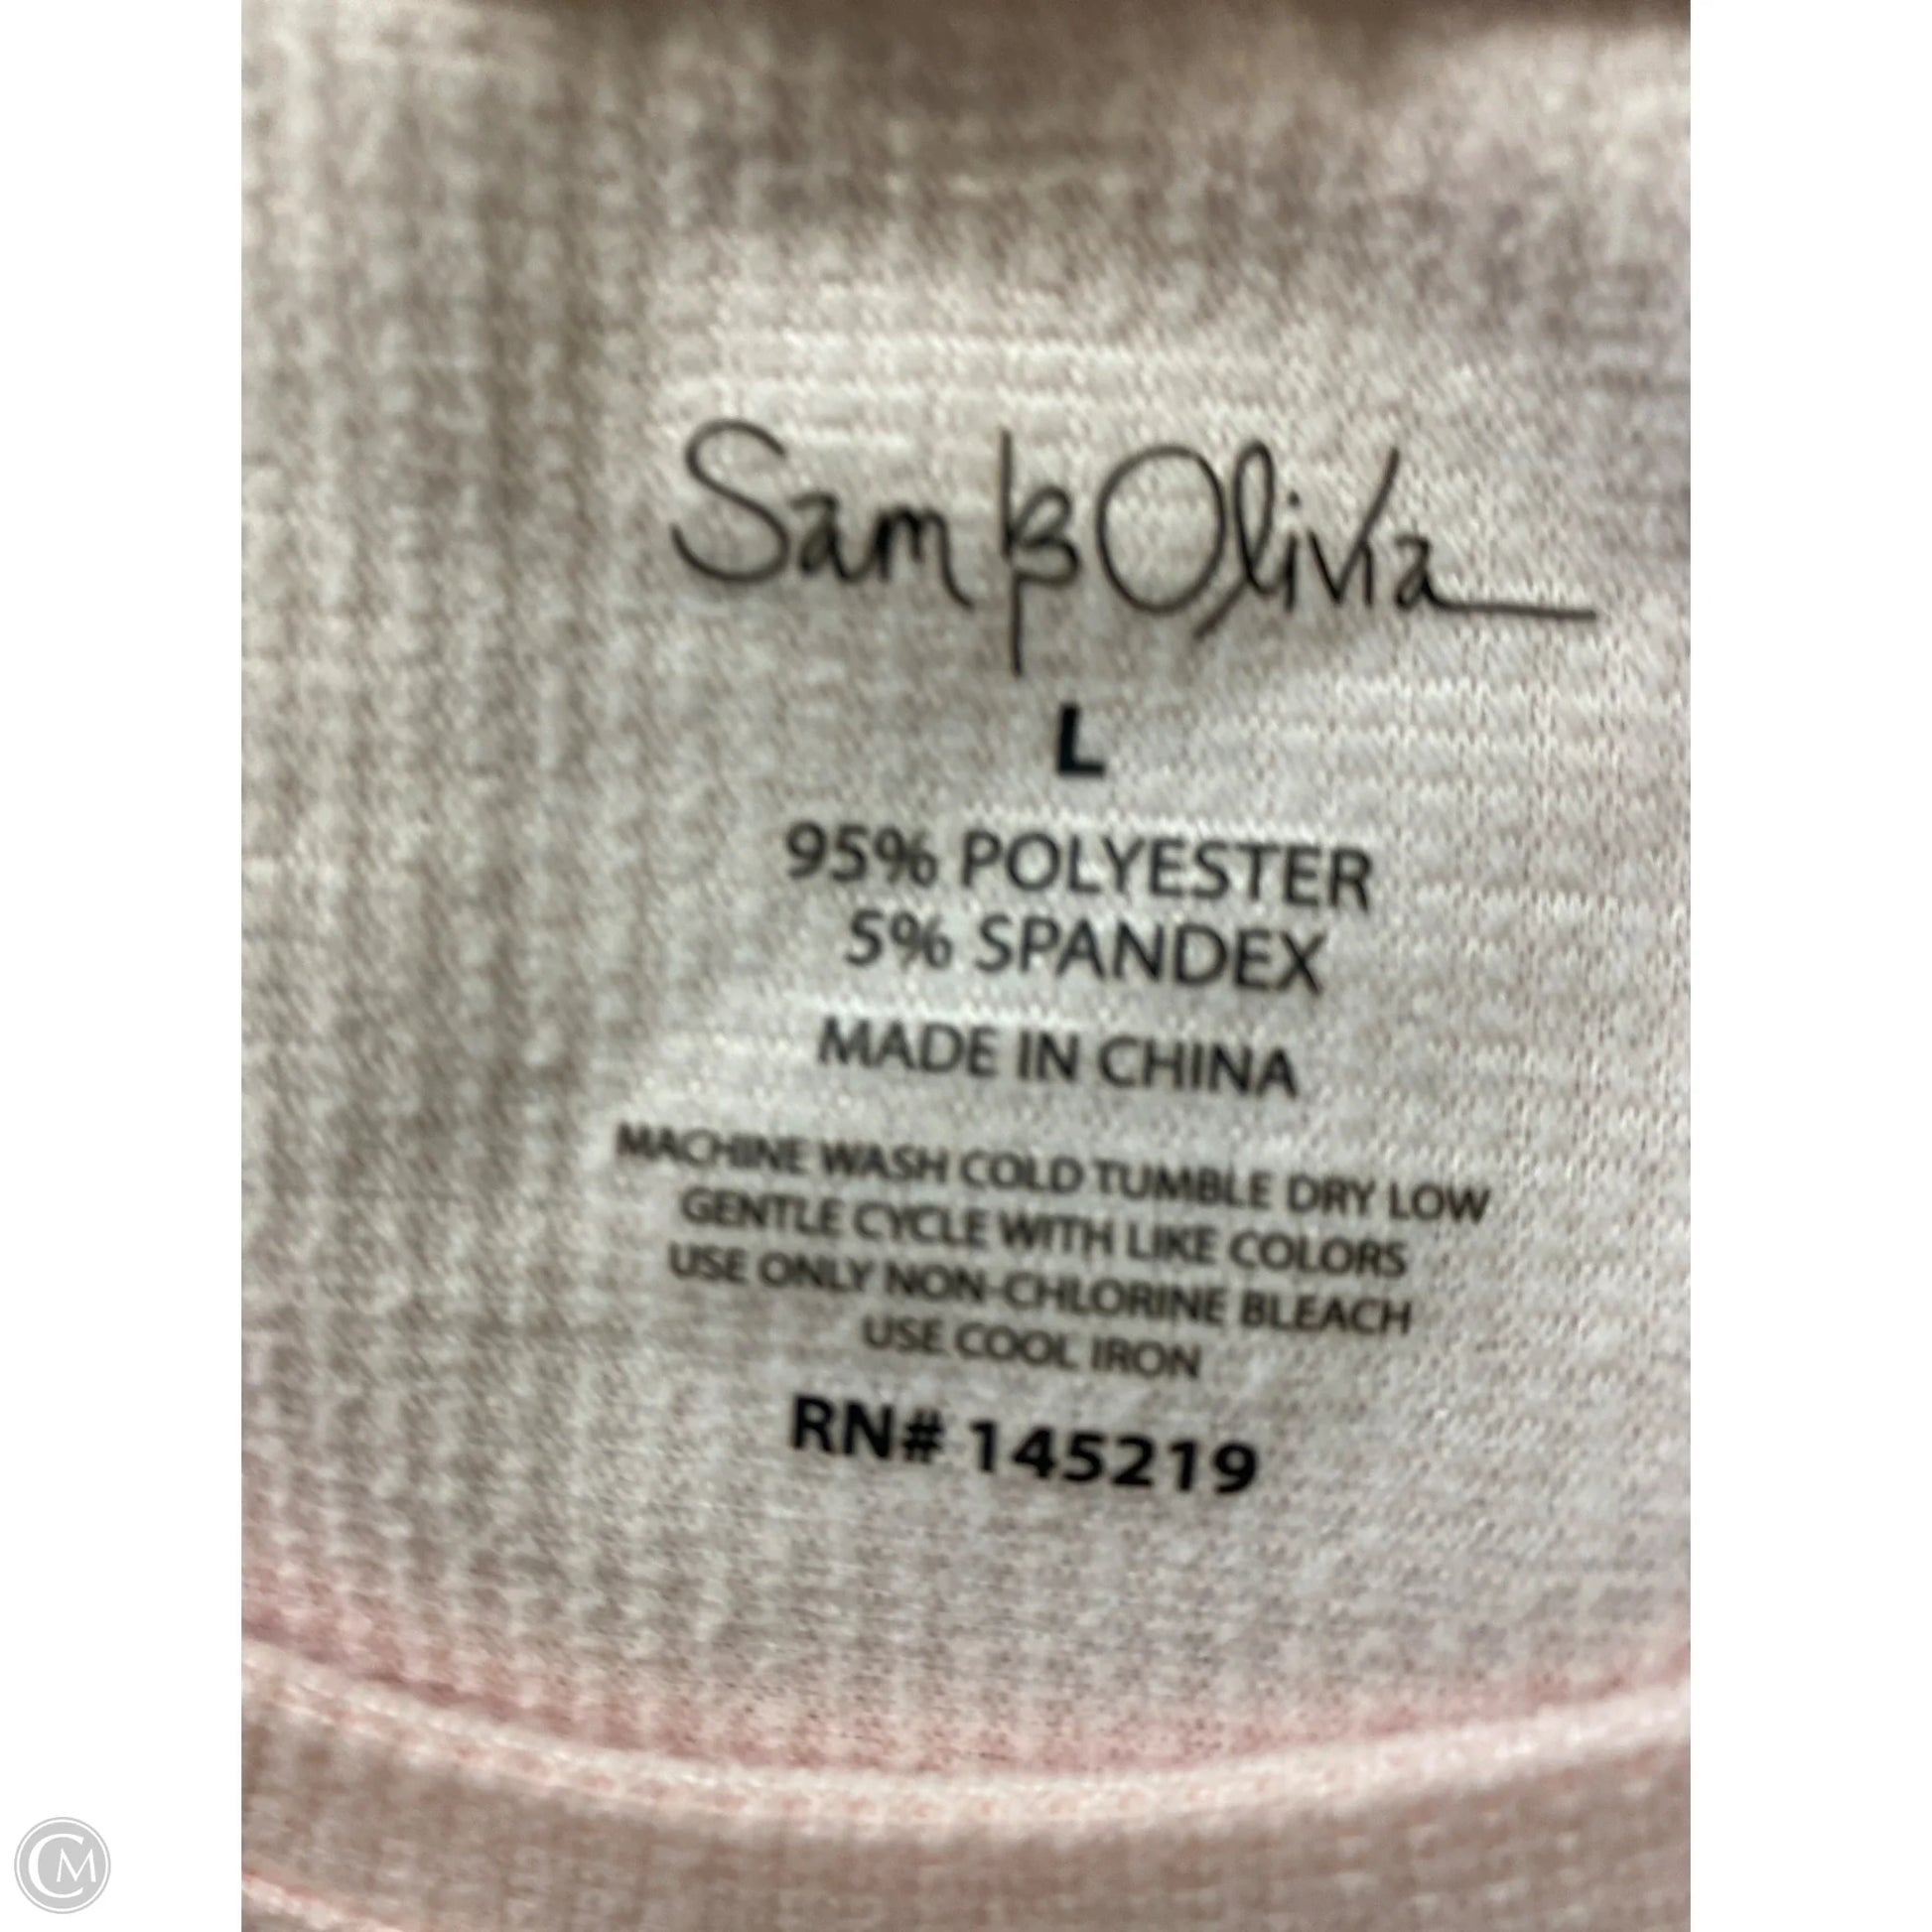 Sam & Olivia
L
95% POLYESTER
5% SPANDEX
MADE IN CHINA
MACHINE WASH COLD TUMBLE DRY LOW
GENTLE CYCLE WITH LIKE COLORS
USE ONLY NON-CHLORINE BLEACH
USE COOL IRON
RN# 145219
CM